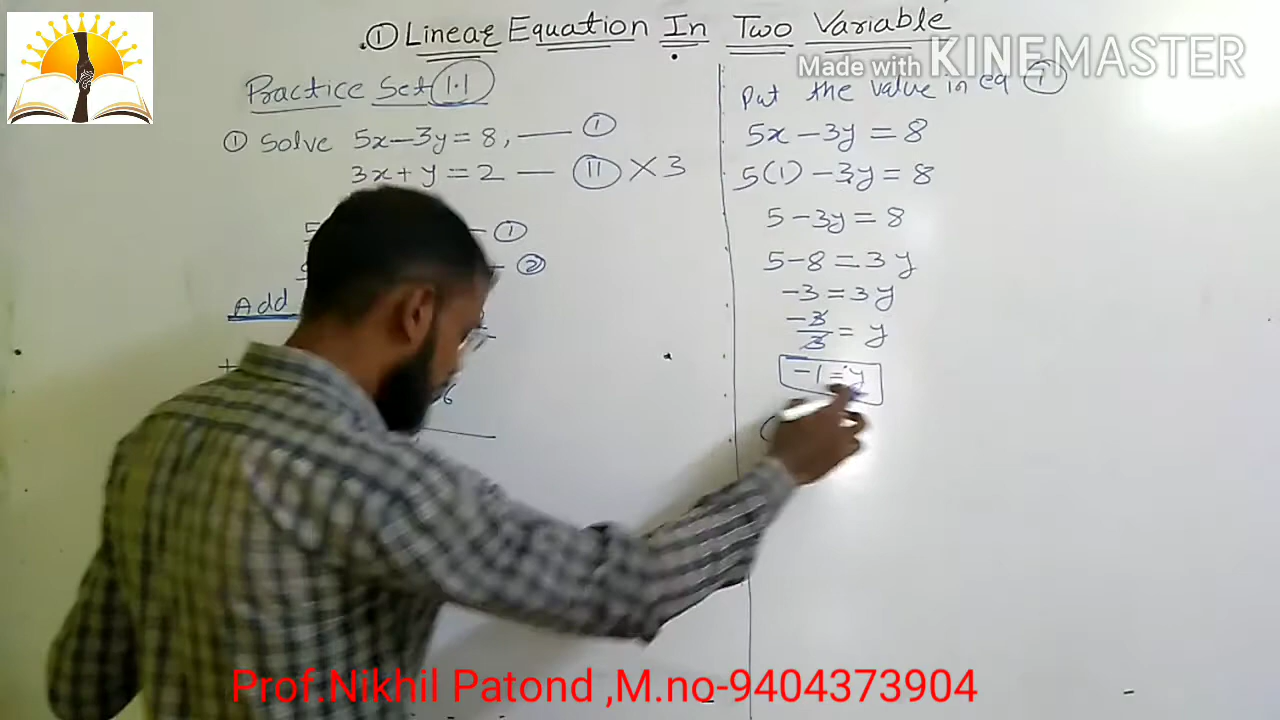 ① Linear Equation In Two Variable
Made with KINEMASTER
Practice Set 1.1
① Solve 5x-3y=8, — ①
3x+y=2 — II ×3
5 — ①
— ②
Add
+
6
Put the value in eq ①
5x-3y=8
5(1)-3y=8
5-3y=8
5-8=3y
-3=3y
-3/3=y
-1=y
(
Prof.Nikhil Patond ,M.no-9404373904